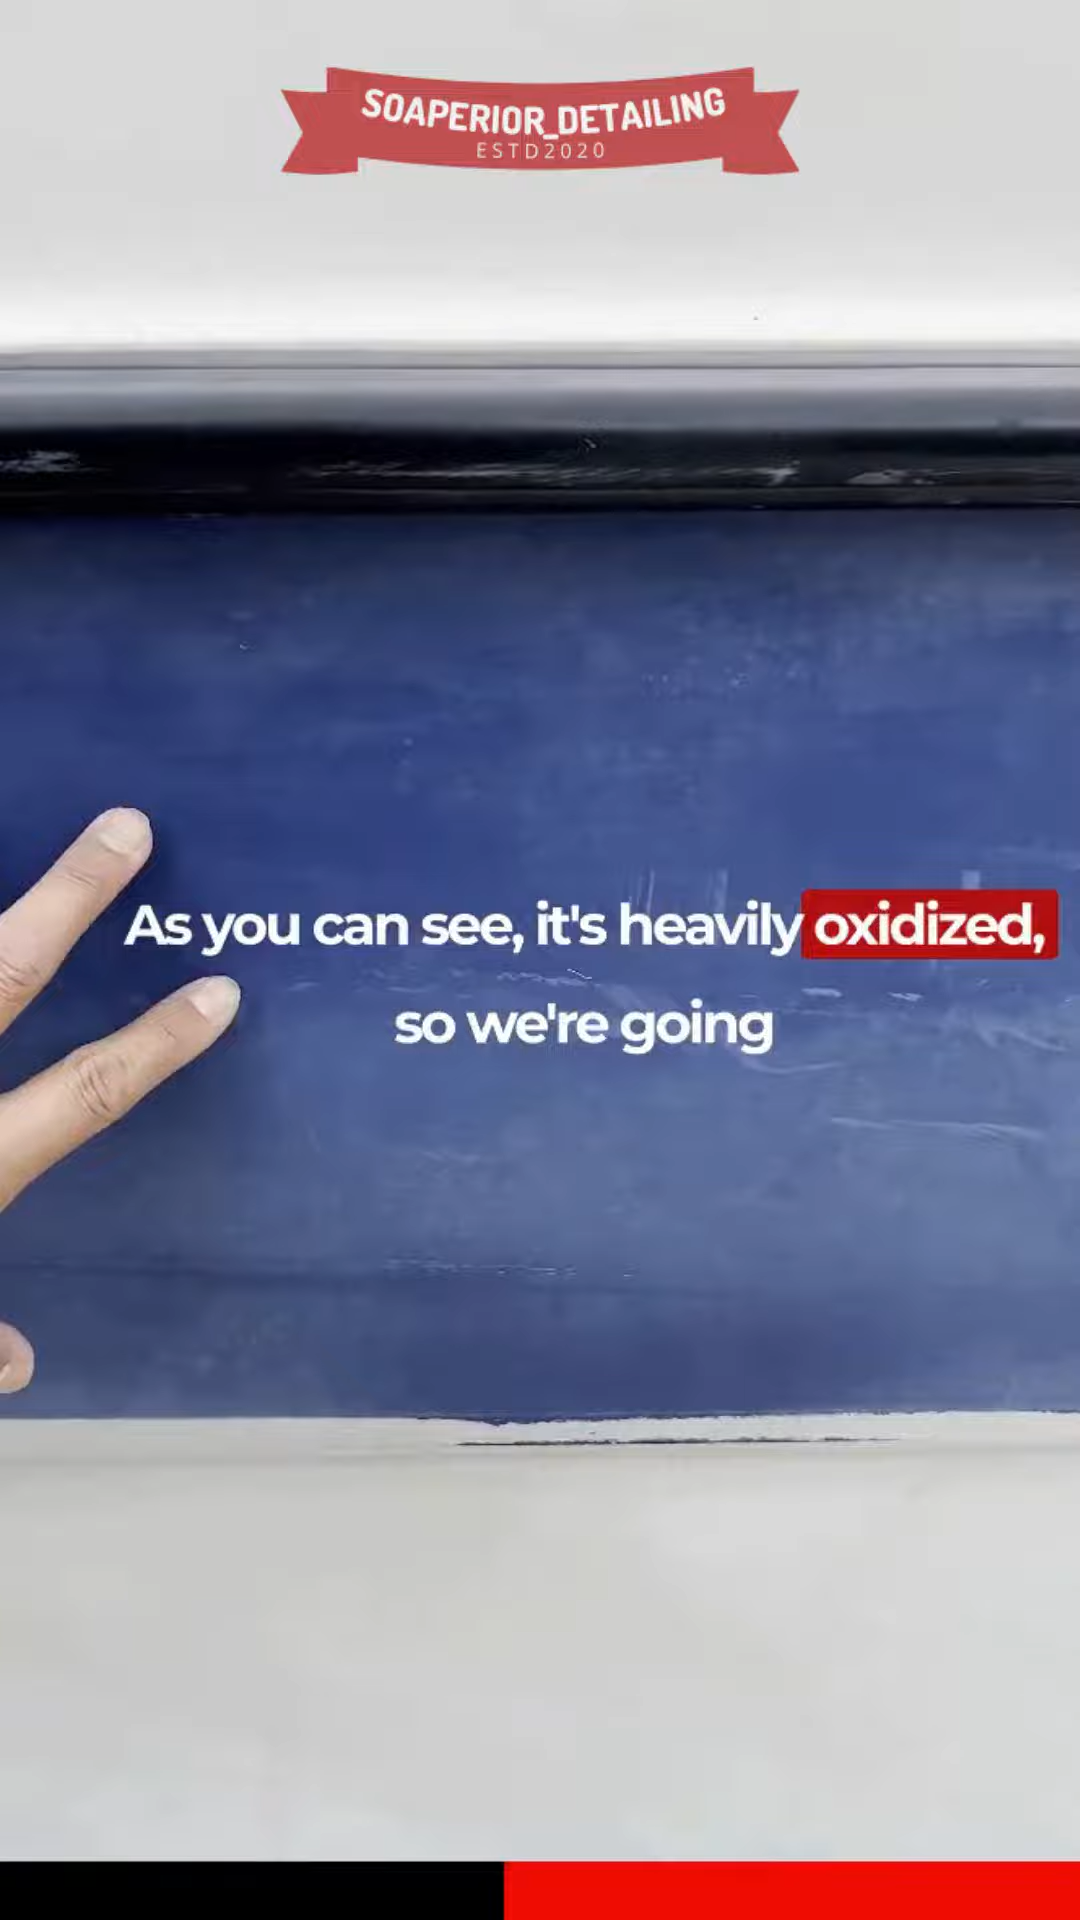 SOAPERIOR_DETAILING
ESTD2020
As you can see, it's heavily oxidized,
so we're going